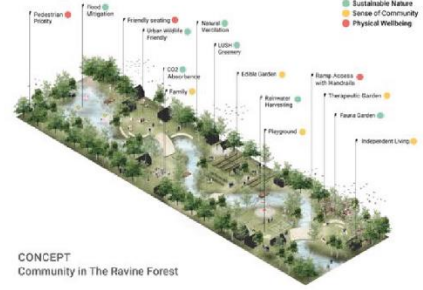 Sustainable Nature
Sense of Community
Physical Wellbeing
Pedestrian
Priority
Flood
Mitigation
Friendly seating
Urban Wildlife
Friendly
Natural
Ventilation
LUSH
Greenery
CO2
Absorbance
Family
Edible Garden
Rainwater
Harvesting
Playground
Ramp Access
with Handrails
Therapeutic Garden
Fauna Garden
Independent Living
CONCEPT
Community in The Ravine Forest